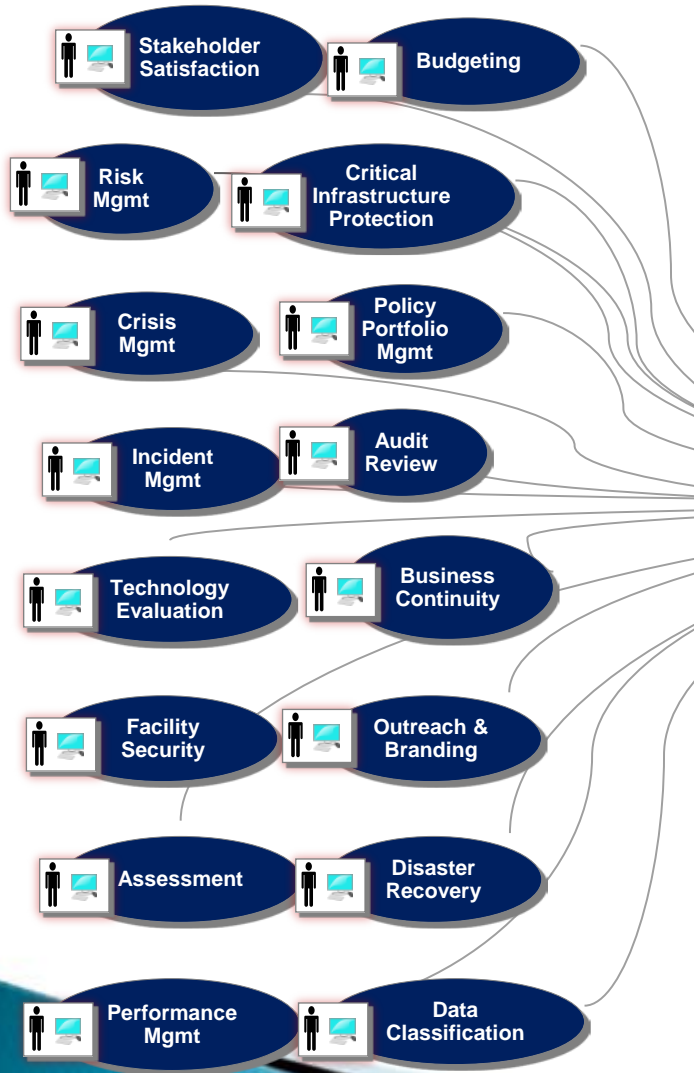 Stakeholder
Satisfaction
Budgeting
Risk
Mgmt
Critical
Infrastructure
Protection
Crisis
Mgmt
Policy
Portfolio
Mgmt
Incident
Mgmt
Audit
Review
Technology
Evaluation
Business
Continuity
Facility
Security
Outreach &
Branding
Assessment
Disaster
Recovery
Performance
Mgmt
Data
Classification